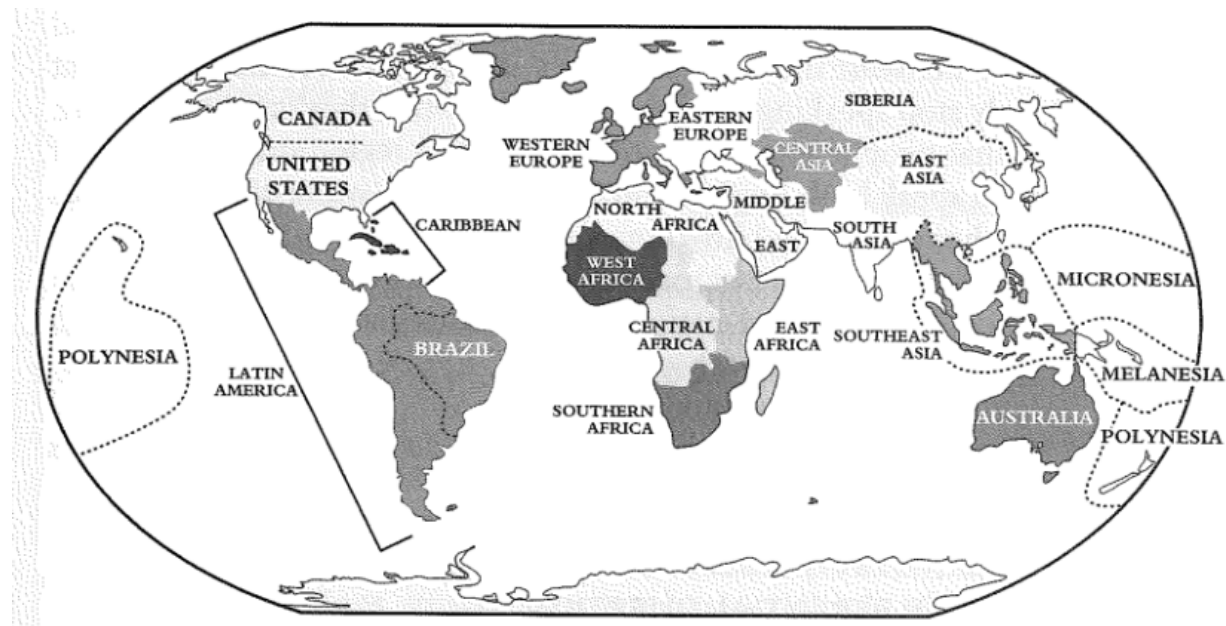 CANADA
UNITED
STATES
CARIBBEAN
POLYNESIA
LATIN
AMERICA
BRAZIL
WESTERN
EUROPE
EASTERN
EUROPE
SIBERIA
CENTRAL
ASIA
EAST
ASIA
NORTH
AFRICA
MIDDLE
EAST
SOUTH
ASIA
WEST
AFRICA
CENTRAL
AFRICA
EAST
AFRICA
SOUTHERN
AFRICA
SOUTHEAST
ASIA
MICRONESIA
MELANESIA
AUSTRALIA
POLYNESIA